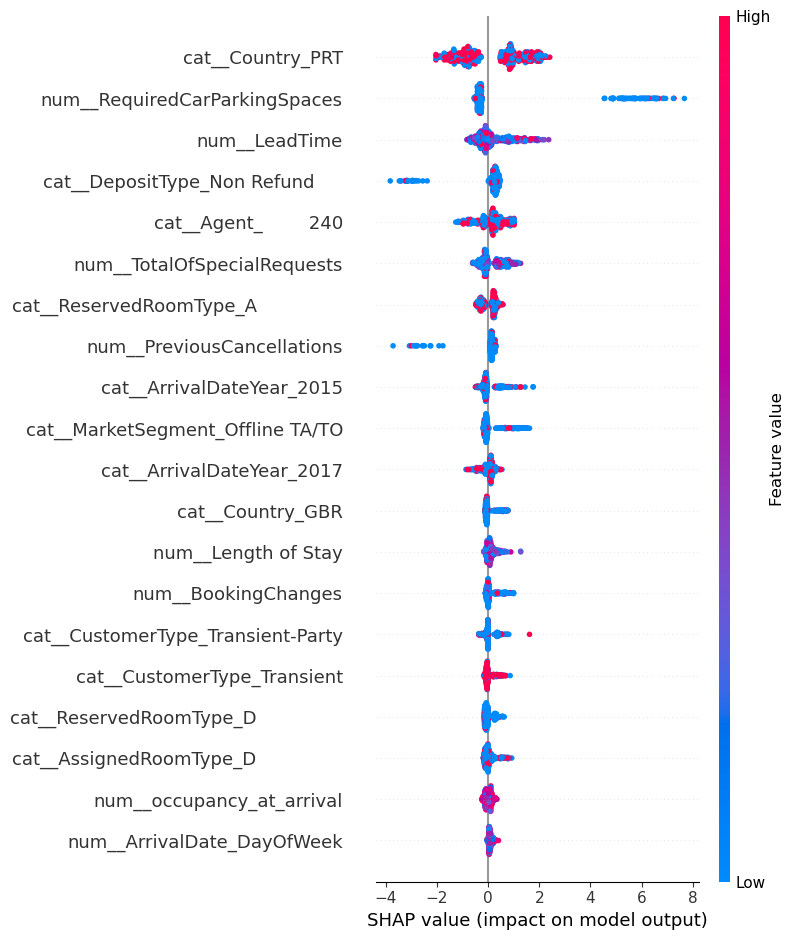 High
cat__Country_PRT
num__RequiredCarParkingSpaces
num__LeadTime
cat__DepositType_Non Refund
cat__Agent_ 240
num__TotalOfSpecialRequests
cat__ReservedRoomType_A
num__PreviousCancellations
cat__ArrivalDateYear_2015
cat__MarketSegment_Offline TA/TO
cat__ArrivalDateYear_2017
cat__Country_GBR
num__Length of Stay
num__BookingChanges
cat__CustomerType_Transient-Party
cat__CustomerType_Transient
cat__ReservedRoomType_D
cat__AssignedRoomType_D
num__occupancy_at_arrival
num__ArrivalDate_DayOfWeek
Feature value
Low
−4 −2 0 2 4 6 8
SHAP value (impact on model output)